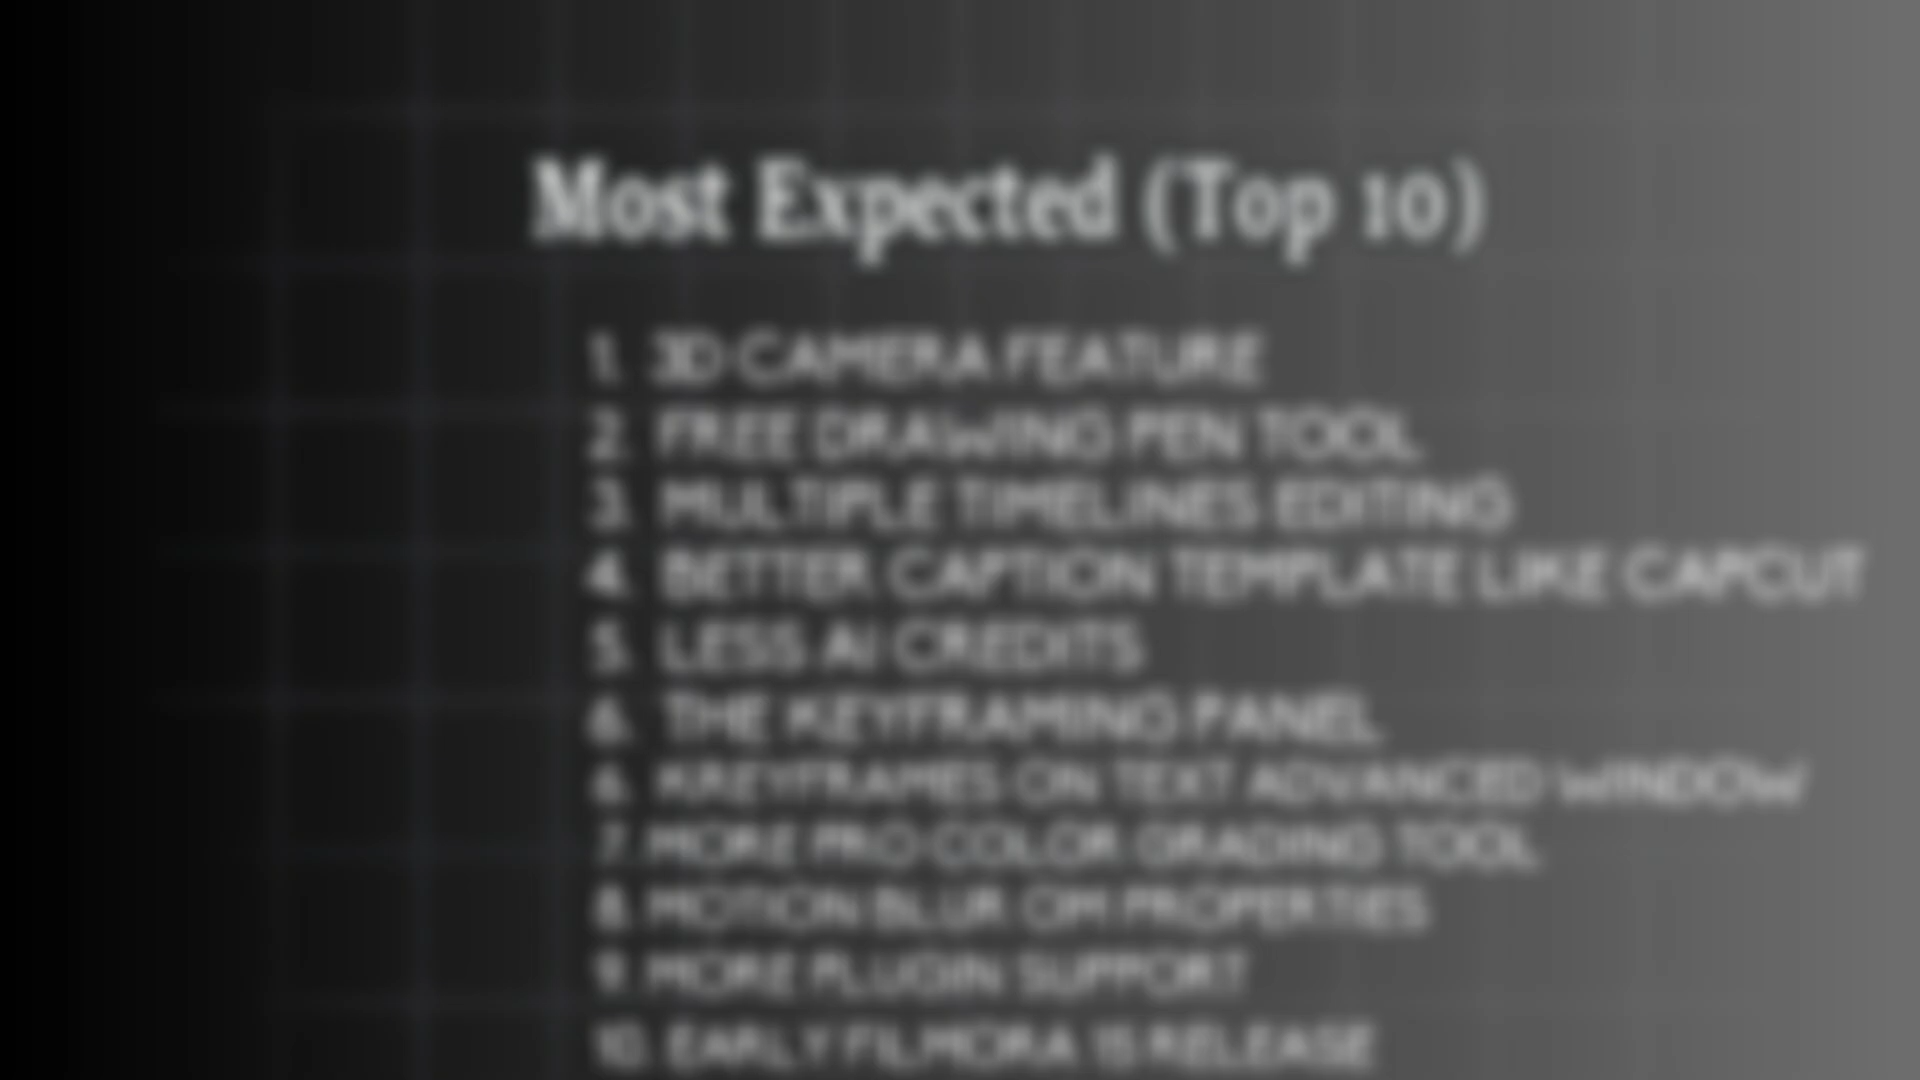 Most Expected (Top 10)
1. 3D CAMERA FEATURE
2. FREE DRAWING PEN TOOL
3. MULTIPLE TIMELINES EDITING
4. BETTER CAPTION TEMPLATE LIKE CAPCUT
5. LESS AI CREDITS
6. THE KEYFRAMING PANEL
6. KREYFRAMES ON TEXT ADVANCED WINDOW
7. MORE PRO COLOR GRADING TOOL
8. MOTION BLUR OM PROPERTIES
9. MORE PLUGIN SUPPORT
10. EARLY FILMORA 15 RELEASE